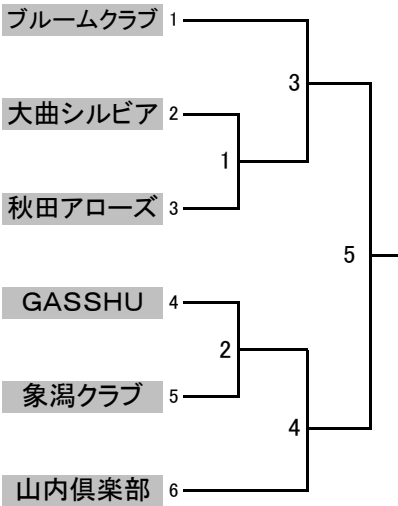 ブルームクラブ 1
3
大曲シルビア 2
1
秋田アローズ 3
5
GASSHU 4
2
象潟クラブ 5
4
山内倶楽部 6